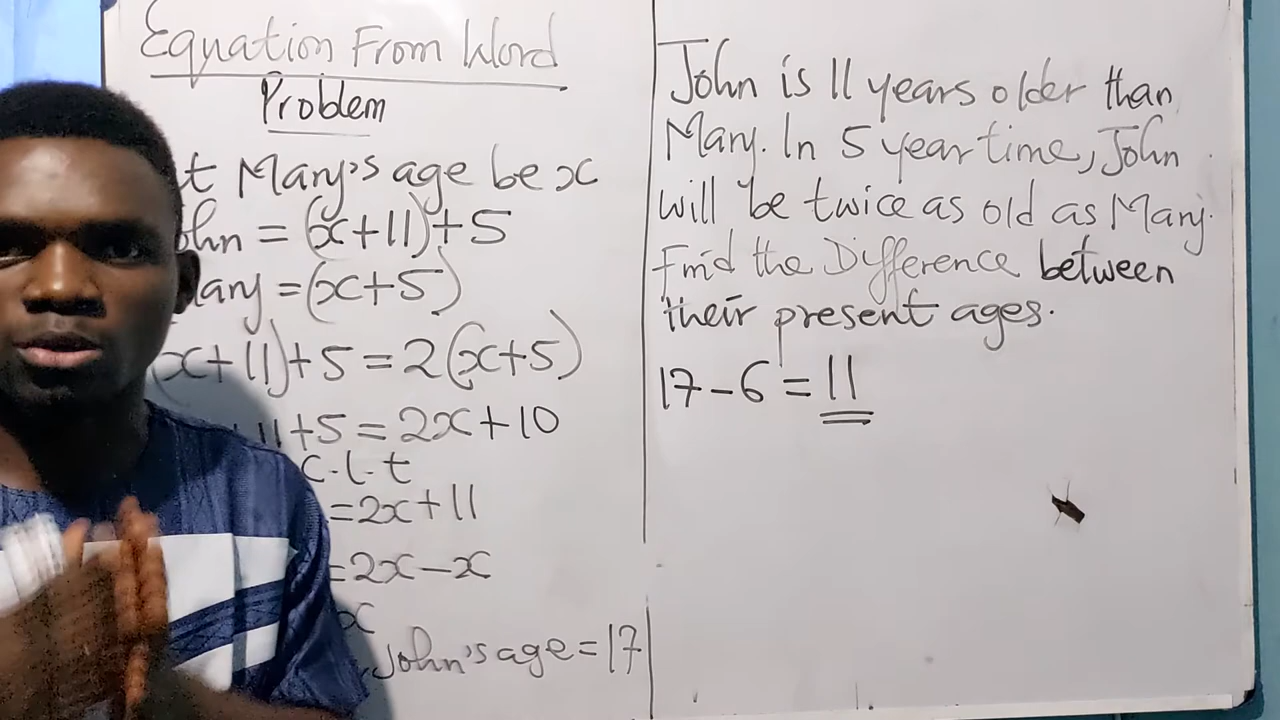 Equation From Word
Problem
t Mary's age be x
ohn = (x+11)+5
ary = (x+5)
x+11)+5 = 2(x+5)
11+5 = 2x+10
C.L.t
=2x+11
=2x-x
x
John's age = 17
John is 11 years older than
Mary. In 5 year time, John
will be twice as old as Mary.
Find the Difference between
their present ages.
17-6 = 11